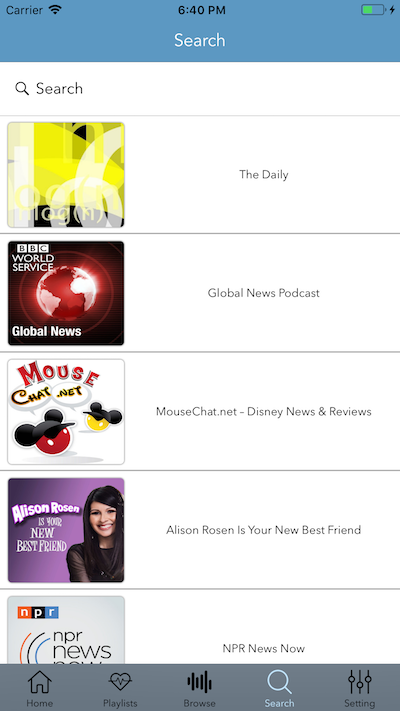 Carrier 6:40 PM
Search
Search
blog(n)
The Daily
BBC
WORLD
SERVICE
Global News
Global News Podcast
MOUSE
CHAT.NET
MouseChat.net – Disney News & Reviews
Alison Rosen
IS YOUR
NEW
BEST FRIEND
Alison Rosen Is Your New Best Friend
npr
npr
news
now
NPR News Now
Home Playlists Browse Search Setting